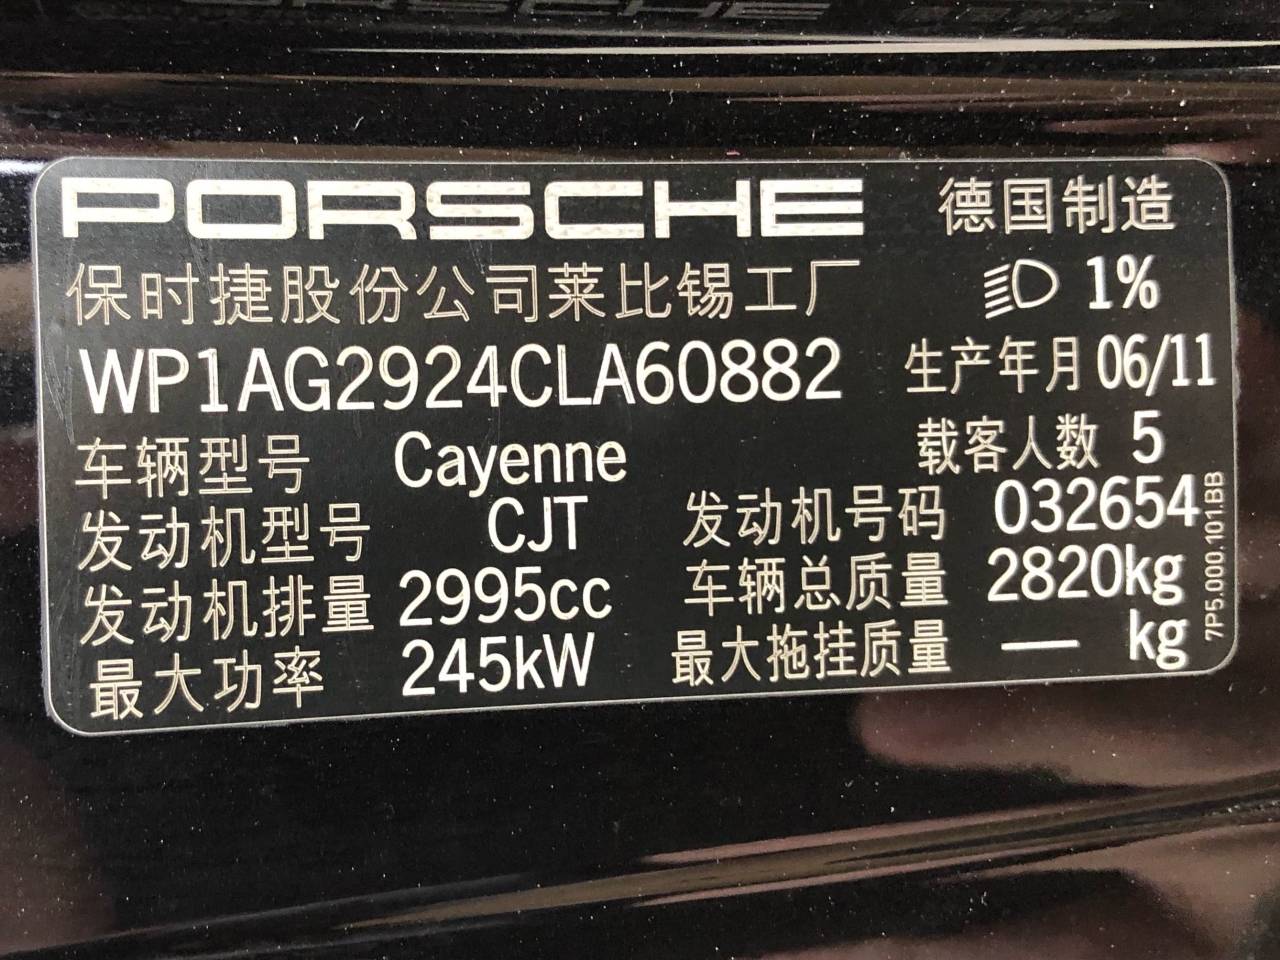 PORSCHE 德国制造
保时捷股份公司莱比锡工厂 1%
WP1AG2924CLA60882 生产年月 06/11
车辆型号 Cayenne 载客人数 5
发动机型号 CJT 发动机号码 032654
发动机排量 2995cc 车辆总质量 2820kg
最大功率 245kW 最大拖挂质量 — kg
7P5.000.101.BB